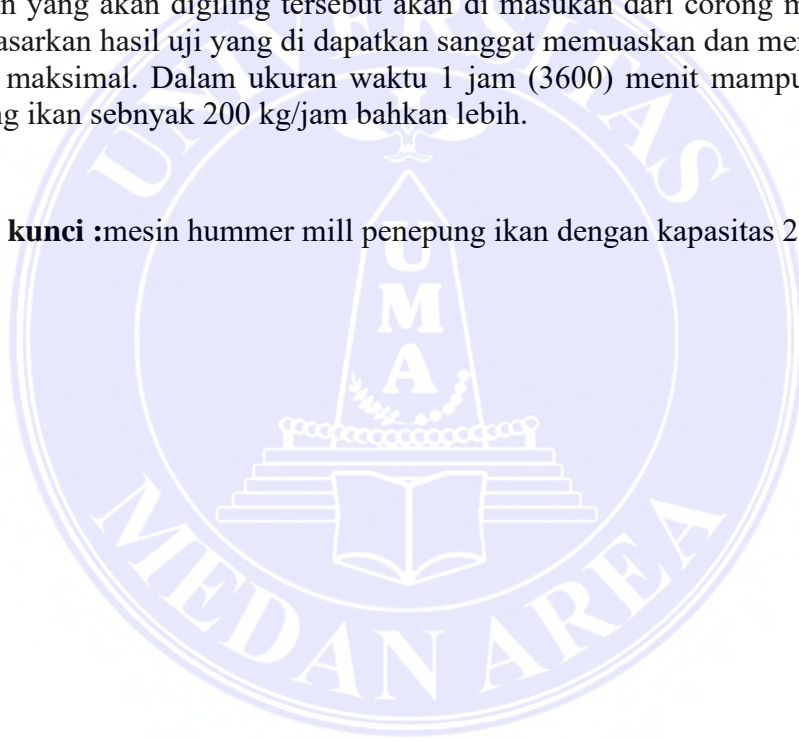 yang akan digiling tersebut akan di masukan dari corong
hasil uji yang di dapatkan sanggat memuaskan dan
maksimal. Dalam ukuran waktu 1 jam (3600) menit mampu
ikan sebnyak 200 kg/jam bahkan lebih.
UNIVERSITAS
kunci :mesin hummer mill penepung ikan dengan kapasitas 2
U
M
A
MEDAN AREA